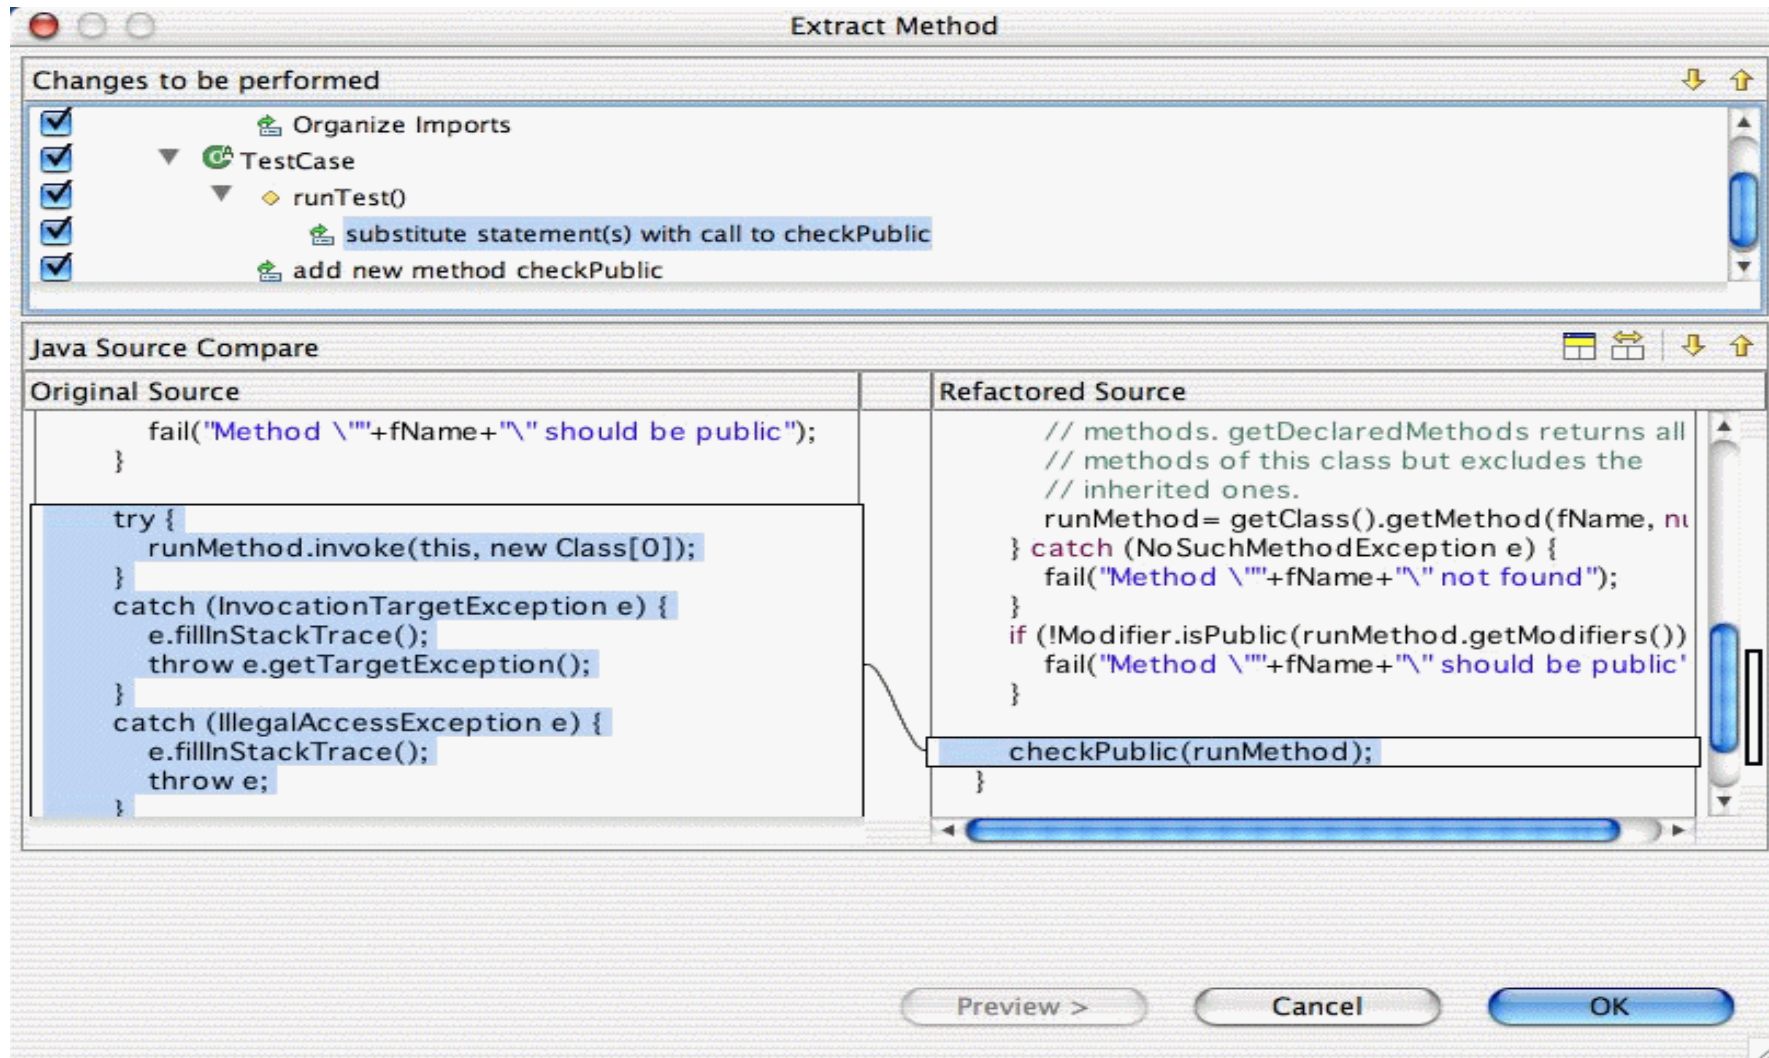 Extract Method
Changes to be performed
Organize Imports
TestCase
runTest()
substitute statement(s) with call to checkPublic
add new method checkPublic
Java Source Compare
Original Source
fail("Method \""+fName+"\" should be public");
}
try {
runMethod.invoke(this, new Class[0]);
}
catch (InvocationTargetException e) {
e.fillInStackTrace();
throw e.getTargetException();
}
catch (IllegalAccessException e) {
e.fillInStackTrace();
throw e;
}
Refactored Source
// methods. getDeclaredMethods returns all
// methods of this class but excludes the
// inherited ones.
runMethod= getClass().getMethod(fName,
} catch (NoSuchMethodException e) {
fail("Method \""+fName+"\" not found");
}
if (!Modifier.isPublic(runMethod.getModifiers())
fail("Method \""+fName+"\" should be public"
}
checkPublic(runMethod);
}
Preview >
Cancel
OK